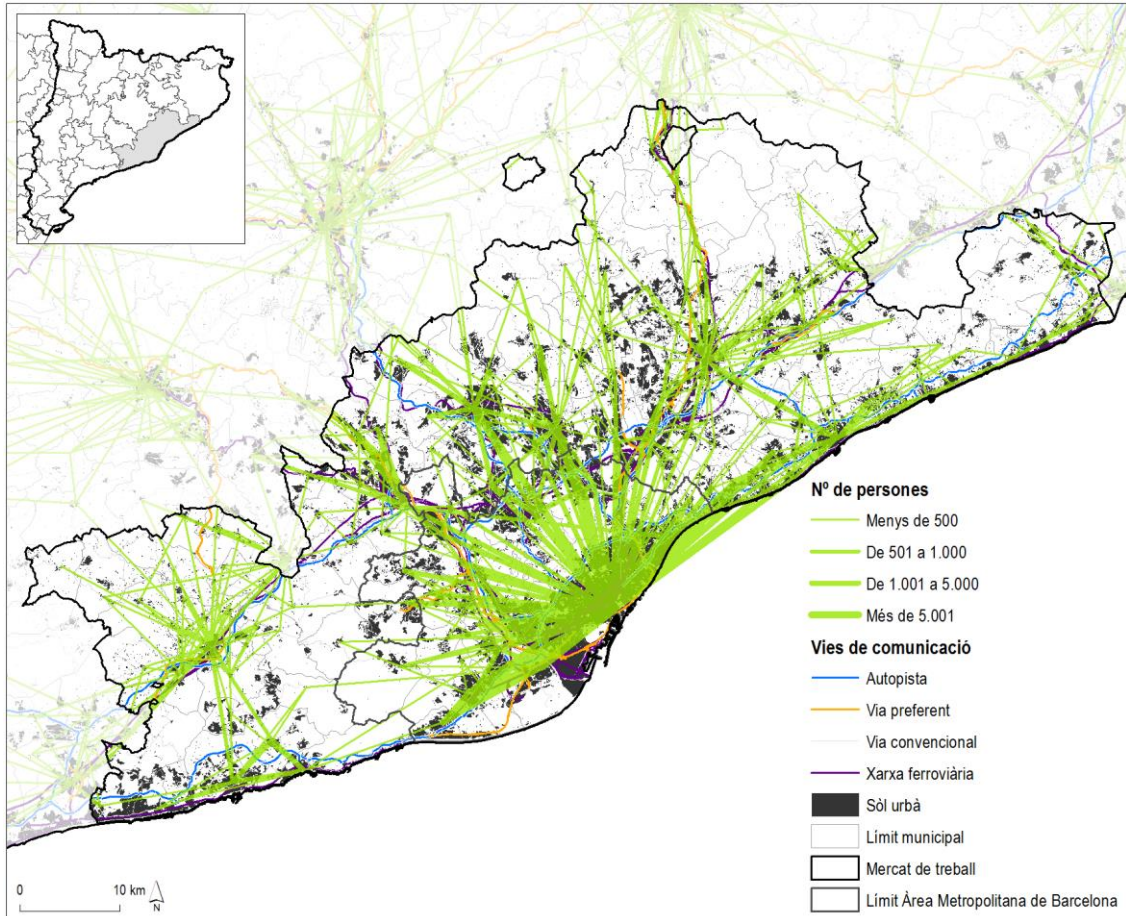 Nº de persones
Menys de 500
De 501 a 1.000
De 1.001 a 5.000
Més de 5.001
Vies de comunicació
Autopista
Via preferent
Via convencional
Xarxa ferroviària
Sòl urbà
Límit municipal
Mercat de treball
Límit Àrea Metropolitana de Barcelona
0 10 km
N